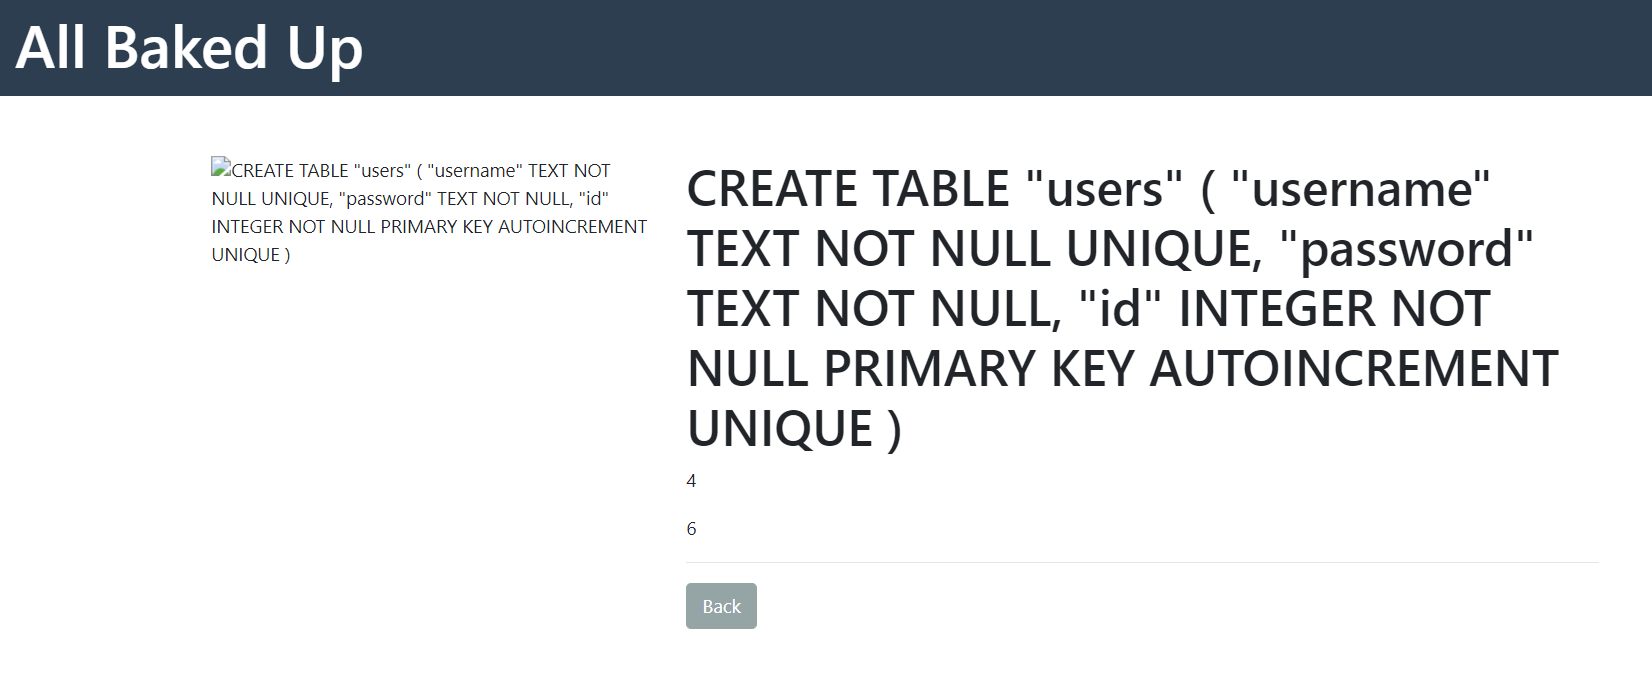 All Baked Up
CREATE TABLE "users" ( "username" TEXT NOT
NULL UNIQUE, "password" TEXT NOT NULL, "id"
INTEGER NOT NULL PRIMARY KEY AUTOINCREMENT
UNIQUE )
CREATE TABLE "users" ( "username"
TEXT NOT NULL UNIQUE, "password"
TEXT NOT NULL, "id" INTEGER NOT
NULL PRIMARY KEY AUTOINCREMENT
UNIQUE )
4
6
Back